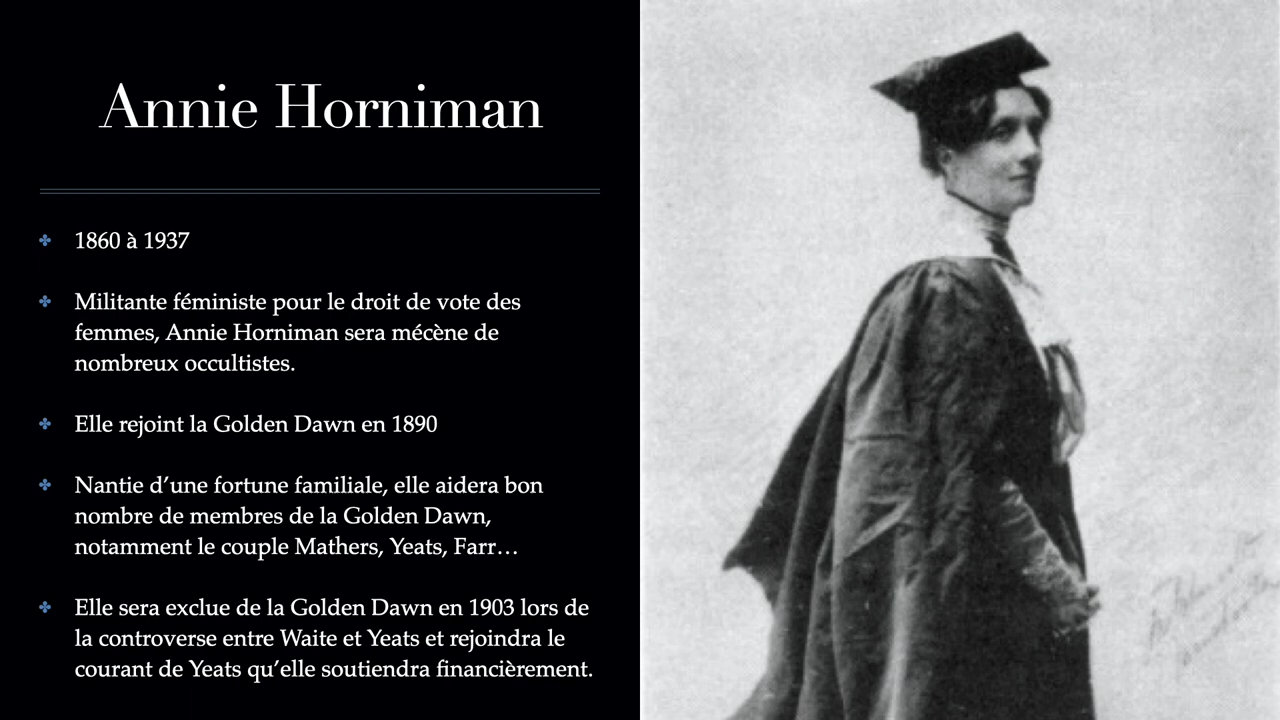 Annie Horniman
1860 à 1937
Militante féministe pour le droit de vote des
femmes, Annie Horniman sera mécène de
nombreux occultistes.
Elle rejoint la Golden Dawn en 1890
Nantie d’une fortune familiale, elle aidera bon
nombre de membres de la Golden Dawn,
notamment le couple Mathers, Yeats, Farr…
Elle sera exclue de la Golden Dawn en 1903 lors de
la controverse entre Waite et Yeats et rejoindra le
courant de Yeats qu’elle soutiendra financièrement.